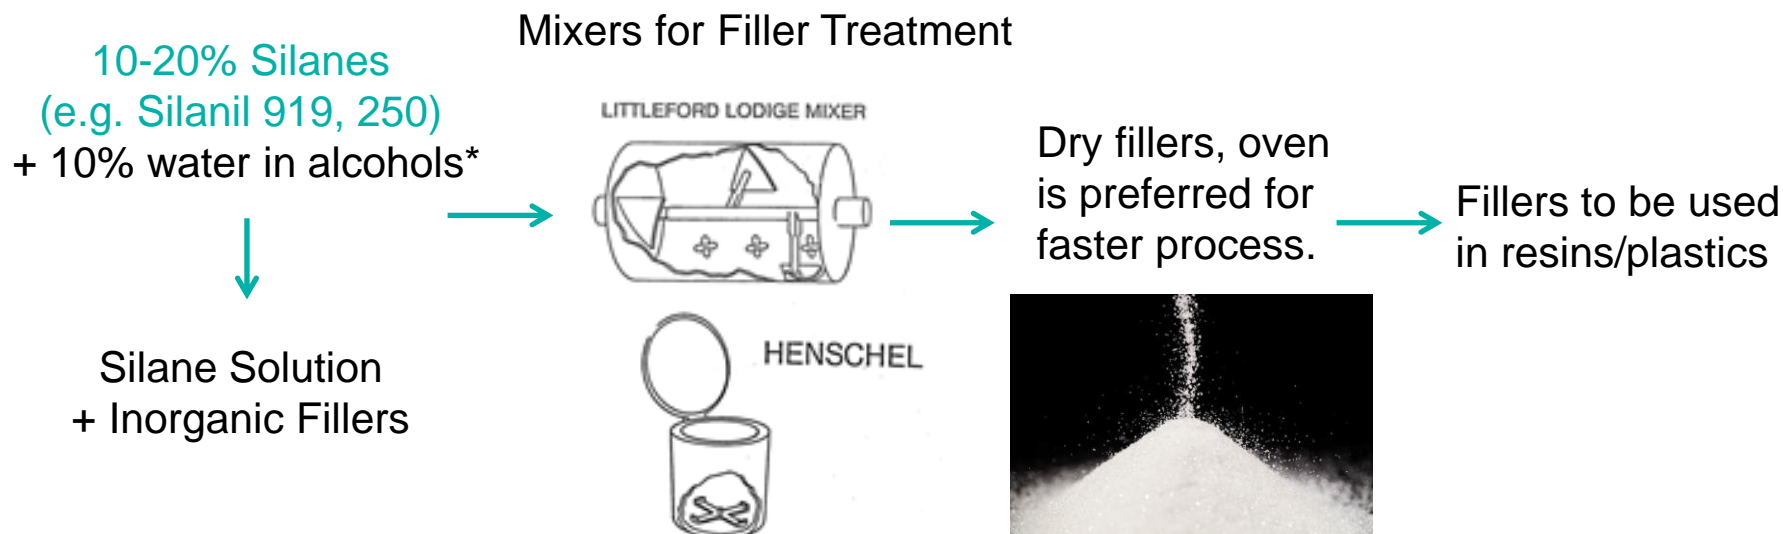 Mixers for Filler Treatment
10-20% Silanes
(e.g. Silanil 919, 250)
+ 10% water in alcohols*
Silane Solution
+ Inorganic Fillers
LITTLEFORD LODIGE MIXER
HENSCHEL
Dry fillers, oven
is preferred for
faster process.
Fillers to be used
in resins/plastics